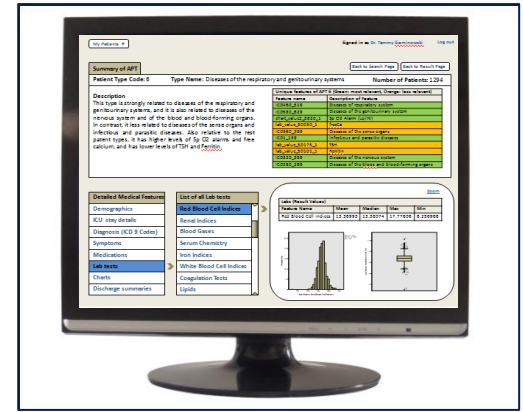 My Patients ▼
Signed in as Dr. Tammy
Log out
Back to Search Page
Back to Result Page
Summary of APT
Patient Type Code: 6 Type Name: Diseases of the respiratory and genitourinary systems Number of Patients: 1294
Description
This type is strongly related to diseases of the respiratory and
genitourinary systems, and it is also related to diseases of the
nervous system and of the blood and blood-forming organs.
In contrast, it less related to diseases of the sense organs and
infectious and parasitic diseases. Also relative to the rest
patent types, it has higher levels of Sp O2 alarms and free
calcium, and has lower levels of TSH and Ferritin.
Unique features of APT 6 (Green: most relevant, Orange: less relevant)
Feature name Description of Feature
Diseases of respiratory system
Diseases of the genitourinary system
Sp O2 Alarm
Diseases of the sense organs
Infectious and parasitic diseases
TSH
Ferritin
Diseases of the nervous system
Diseases of the blood and blood-forming organs
Detailed Medical Features
Demographics
ICU stay details
Diagnosis (ICD 9 Codes)
Symptoms
Medications
Lab tests
Charts
Discharge summaries
List of all Lab tests
Red Blood Cell Indices
Renal Indices
Blood Gases
Serum Chemistry
Iron Indices
White Blood Cell Indices
Coagulation Tests
Lipids
Zoom
Labs (Result Values)
Feature Name Mean Median Max Min
Red Blood Cell Indices